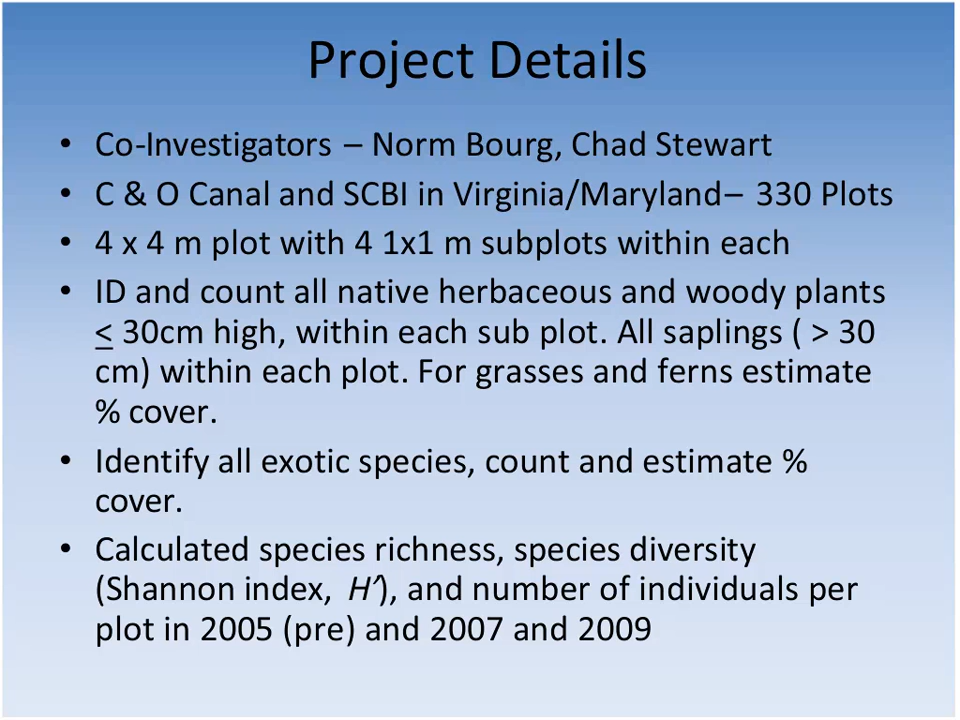 Project Details
• Co-Investigators – Norm Bourg, Chad Stewart
• C & O Canal and SCBI in Virginia/Maryland– 330 Plots
• 4 x 4 m plot with 4 1x1 m subplots within each
• ID and count all native herbaceous and woody plants
< 30cm high, within each sub plot. All saplings ( > 30
cm) within each plot. For grasses and ferns estimate
% cover.
• Identify all exotic species, count and estimate %
cover.
• Calculated species richness, species diversity
(Shannon index, H’), and number of individuals per
plot in 2005 (pre) and 2007 and 2009